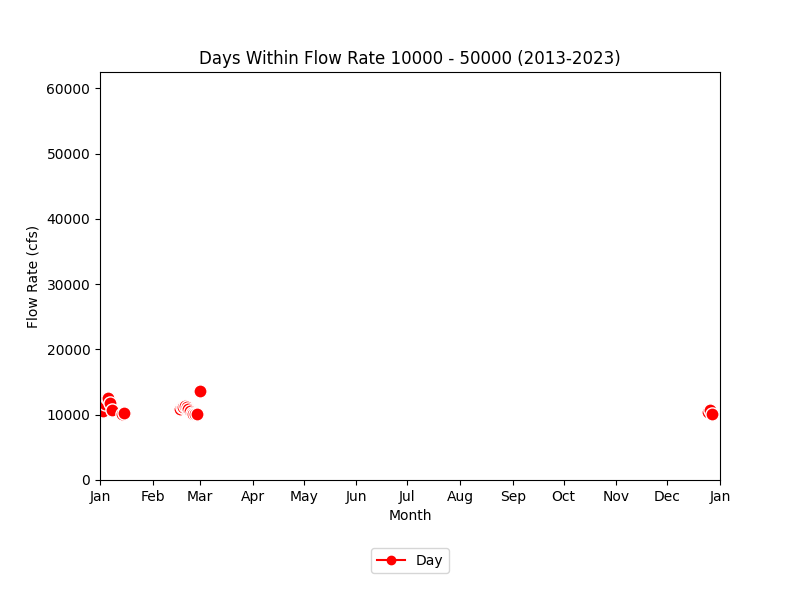 Days Within Flow Rate 10000 - 50000 (2013-2023)
60000
50000
40000
30000
20000
10000
0
Flow Rate (cfs)
Jan Feb Mar Apr May Jun Jul Aug Sep Oct Nov Dec Jan
Month
Day